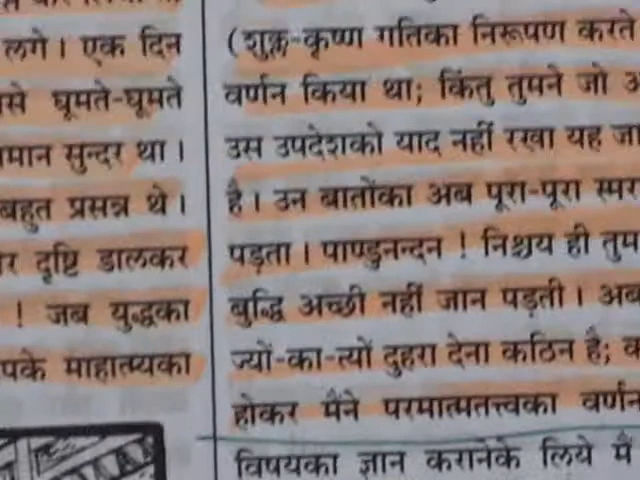 लगे। एक दिन
घूमते-घूमते
सुन्दर था।
बहुत प्रसन्न थे।
दृष्टि डालकर
! जब युद्धका
माहात्म्यका
(शुक्ल-कृष्ण गतिका निरूपण करते
वर्णन किया था; किंतु तुमने जो
उस उपदेशको याद नहीं रखा यह
है। उन बातोंका अब पूरा-पूरा
पड़ता। पाण्डुनन्दन ! निश्चय ही
बुद्धि अच्छी नहीं जान पड़ती। अब
ज्यों-का-त्यों दुहरा देना कठिन है;
होकर मैंने परमात्मतत्त्वका वर्णन
विषयका ज्ञान करानेके लिये मैं